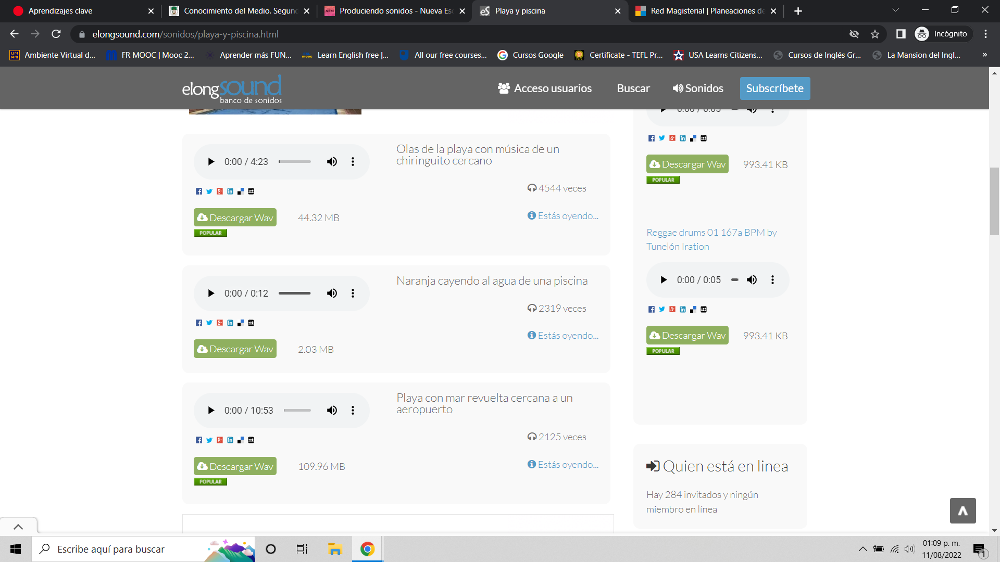 Aprendizajes clave
Conocimiento del Medio. Segund
Produciendo sonidos - Nueva Esc
Playa y piscina
Red Magisterial | Planeaciones de
elongsound.com/sonidos/playa-y-piscina.html
Incógnito
Ambiente Virtual d...
FR MOOC | Mooc 2...
Aprender más FUN...
Learn English free |...
All our free courses...
Cursos Google
Certificate - TEFL Pr...
USA Learns Citizens...
Cursos de Inglés Gr...
La Mansion del Ingl...
»
elongsound
banco de sonidos
Acceso usuarios
Buscar
Sonidos
Subscríbete
0:00 / 4:23
Olas de la playa con música de un
chiringuito cercano
4544 veces
Descargar Wav
44.32 MB
Estás oyendo...
POPULAR
0:00 / 0:12
Naranja cayendo al agua de una piscina
2319 veces
Estás oyendo...
Descargar Wav
2.03 MB
0:00 / 10:53
Playa con mar revuelta cercana a un
aeropuerto
2125 veces
Descargar Wav
109.96 MB
Estás oyendo...
POPULAR
0:00 / 0:05
Descargar Wav
993.41 KB
POPULAR
Reggae drums 01 167a BPM by
Tunelón Iration
0:00 / 0:05
Descargar Wav
993.41 KB
POPULAR
Quien está en linea
Hay 284 invitados y ningún
miembro en línea
Escribe aquí para buscar
01:09 p. m.
11/08/2022
1